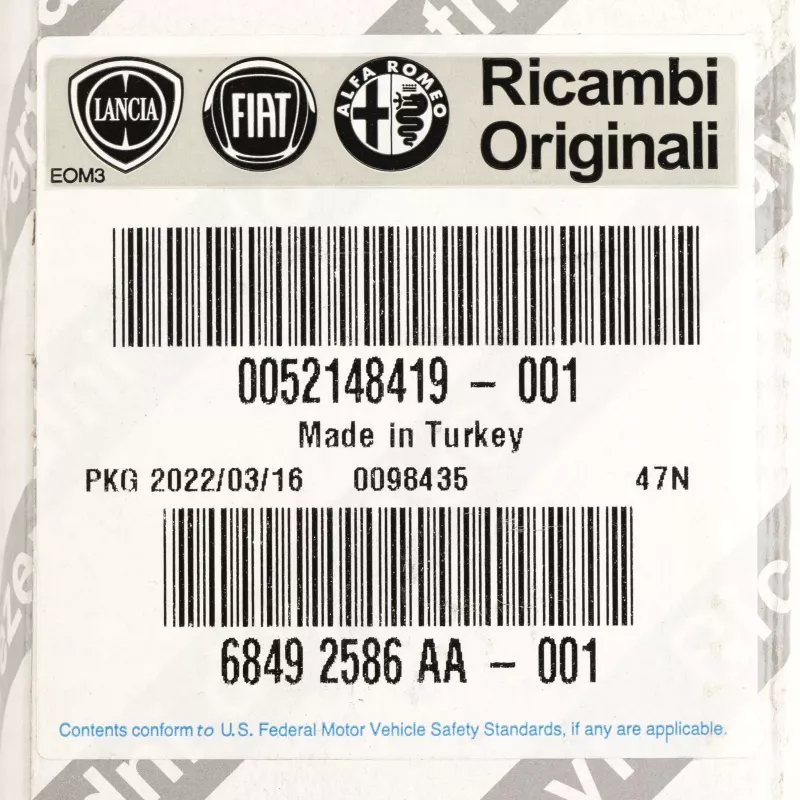 LANCIA FIAT ALFA ROMEO
Ricambi
Originali
EOM3
0052148419 - 001
Made in Turkey
PKG 2022/03/16 0098435 47N
6849 2586 AA - 001
Contents conform to U.S. Federal Motor Vehicle Safety Standards, if any are applicable.